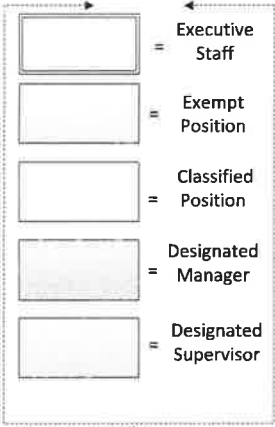 = Executive
Staff
= Exempt
Position
Classified
= Position
Designated
= Manager
Designated
= Supervisor